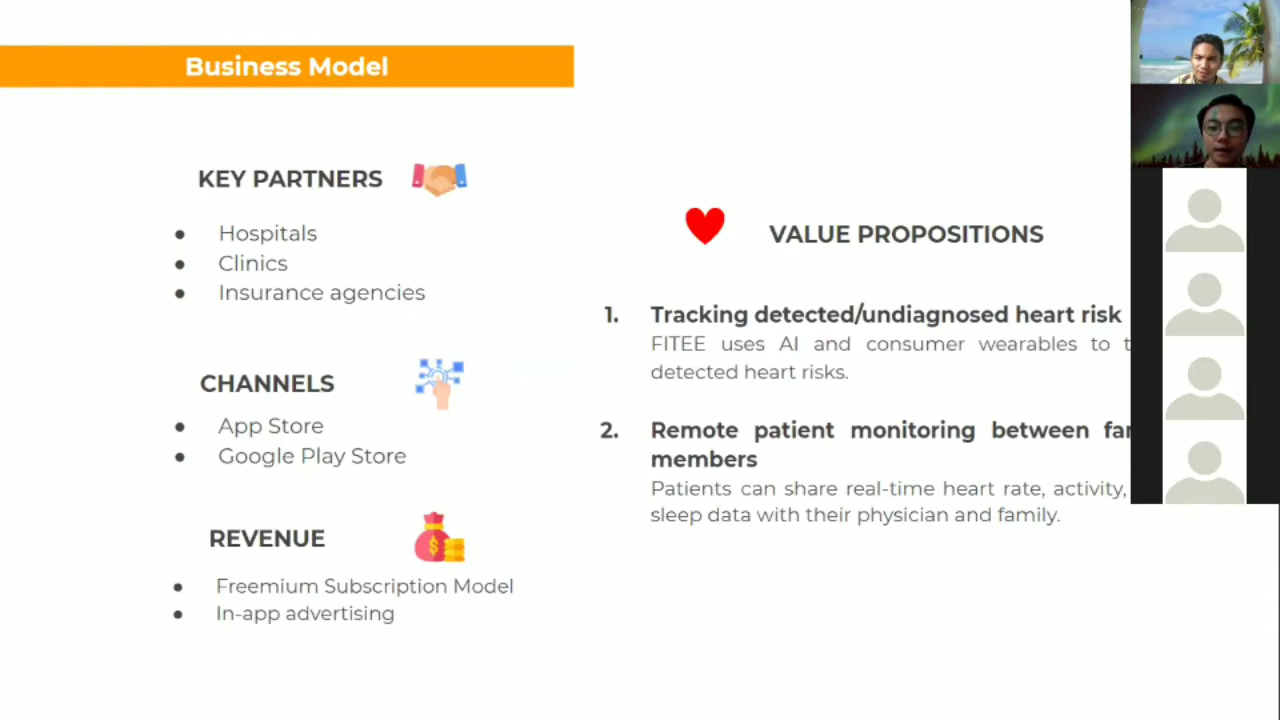 Business Model
KEY PARTNERS
● Hospitals
● Clinics
● Insurance agencies
CHANNELS
● App Store
● Google Play Store
REVENUE
$
● Freemium Subscription Model
● In-app advertising
VALUE PROPOSITIONS
1. Tracking detected/undiagnosed heart risk
FITEE uses AI and consumer wearables to
detected heart risks.
2. Remote patient monitoring between
members
Patients can share real-time heart rate, activity,
sleep data with their physician and family.